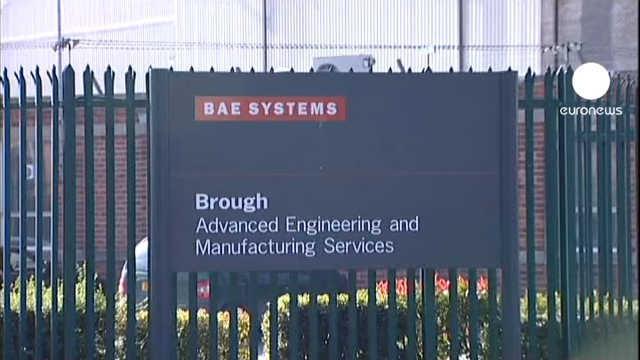 BAE SYSTEMS
Brough
Advanced Engineering and
Manufacturing Services
euronews